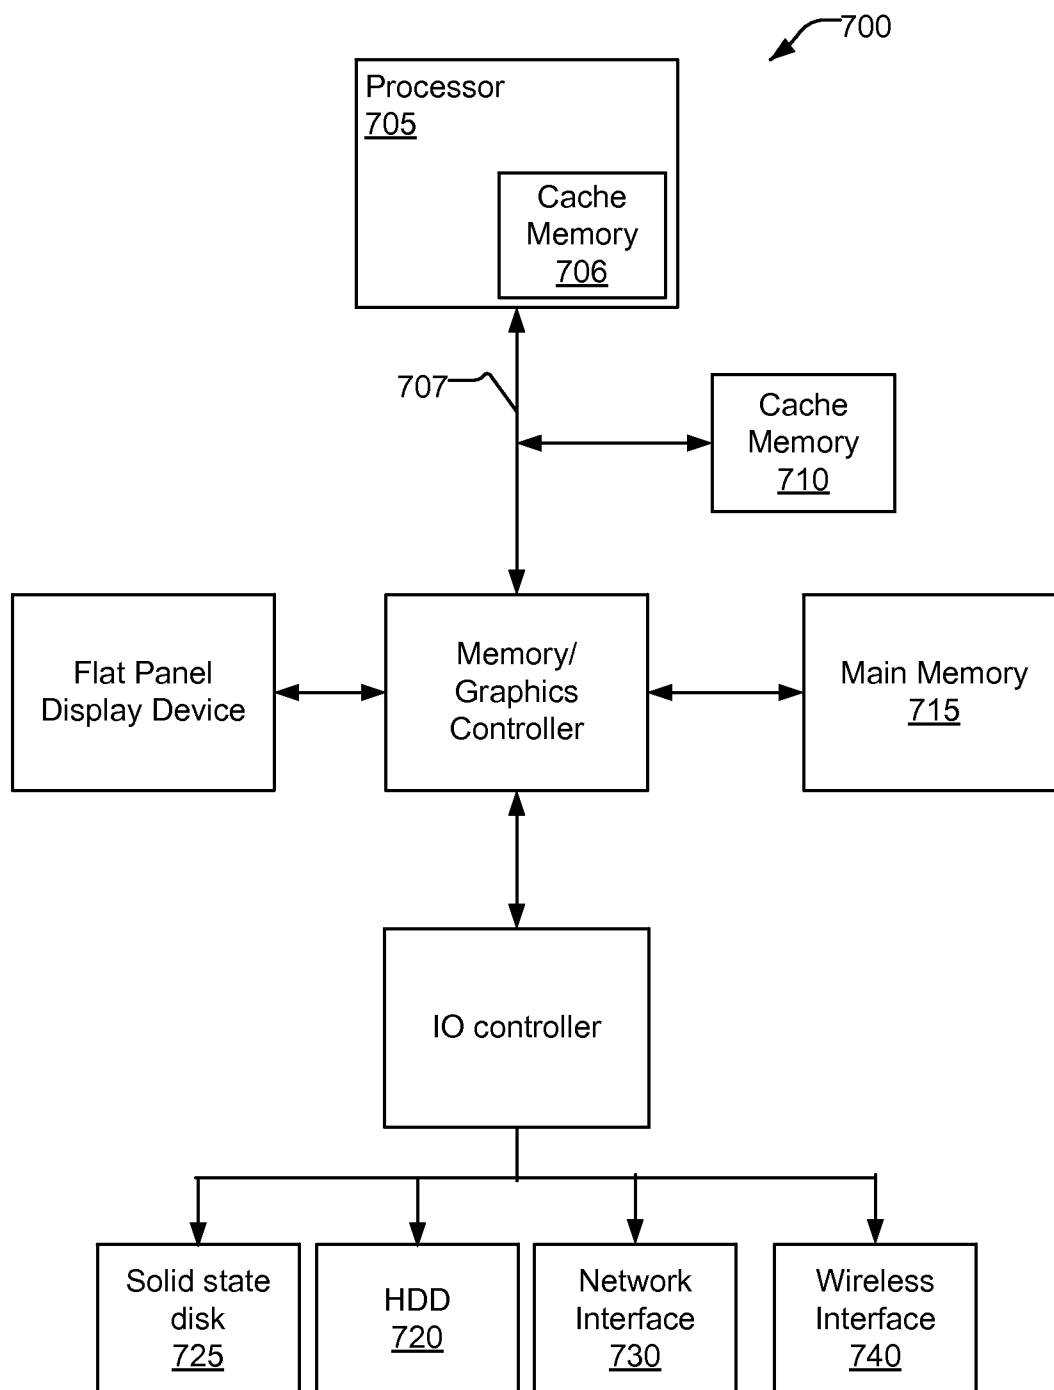 700
Processor
705
Cache
Memory
706
707
Cache
Memory
710
Flat Panel
Display Device
Memory/
Graphics
Controller
Main Memory
715
IO controller
Solid state
disk
725
HDD
720
Network
Interface
730
Wireless
Interface
740